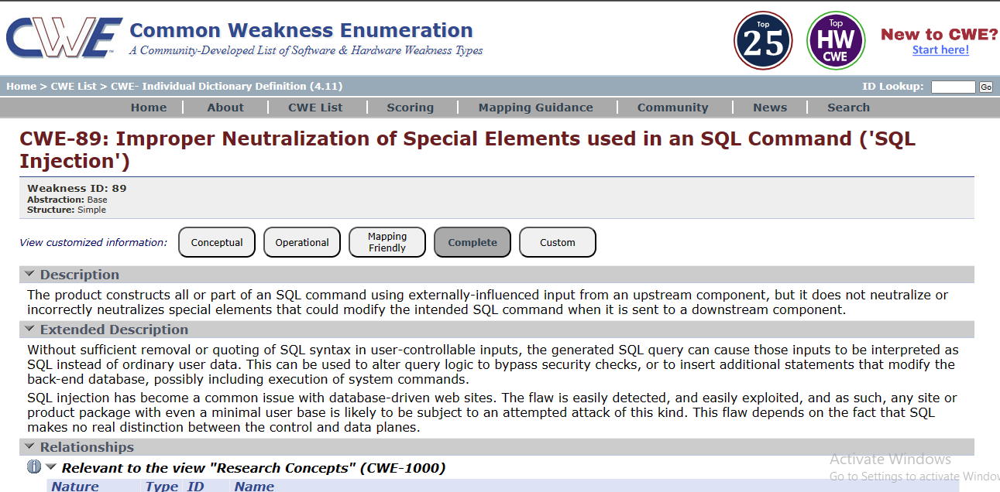 CWE
Common Weakness Enumeration
A Community-Developed List of Software & Hardware Weakness Types
Top
25
Top
HW
CWE
New to CWE?
Start here!
Home > CWE List > CWE- Individual Dictionary Definition (4.11)
ID Lookup:
Go
Home
About
CWE List
Scoring
Mapping Guidance
Community
News
Search
CWE-89: Improper Neutralization of Special Elements used in an SQL Command ('SQL
Injection')
Weakness ID: 89
Abstraction: Base
Structure: Simple
View customized information:
Conceptual
Operational
Mapping
Friendly
Complete
Custom
Description
The product constructs all or part of an SQL command using externally-influenced input from an upstream component, but it does not neutralize or
incorrectly neutralizes special elements that could modify the intended SQL command when it is sent to a downstream component.
Extended Description
Without sufficient removal or quoting of SQL syntax in user-controllable inputs, the generated SQL query can cause those inputs to be interpreted as
SQL instead of ordinary user data. This can be used to alter query logic to bypass security checks, or to insert additional statements that modify the
back-end database, possibly including execution of system commands.
SQL injection has become a common issue with database-driven web sites. The flaw is easily detected, and easily exploited, and as such, any site or
product package with even a minimal user base is likely to be subject to an attempted attack of this kind. This flaw depends on the fact that SQL
makes no real distinction between the control and data planes.
Relationships
Relevant to the view "Research Concepts" (CWE-1000)
Nature Type ID Name
Activate Windows
Go to Settings to activate Window